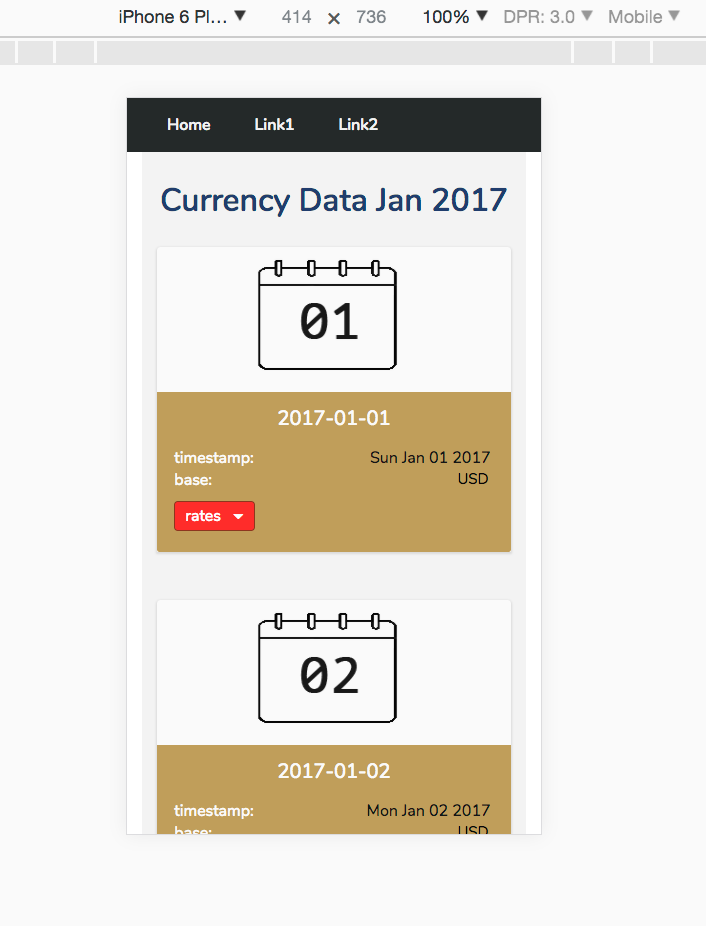 iPhone 6 Pl... ▼ 414 × 736 100% ▼ DPR: 3.0 ▼ Mobile ▼
Home Link1 Link2
Currency Data Jan 2017
01
2017-01-01
timestamp: Sun Jan 01 2017
base: USD
rates
02
2017-01-02
timestamp: Mon Jan 02 2017
base: USD